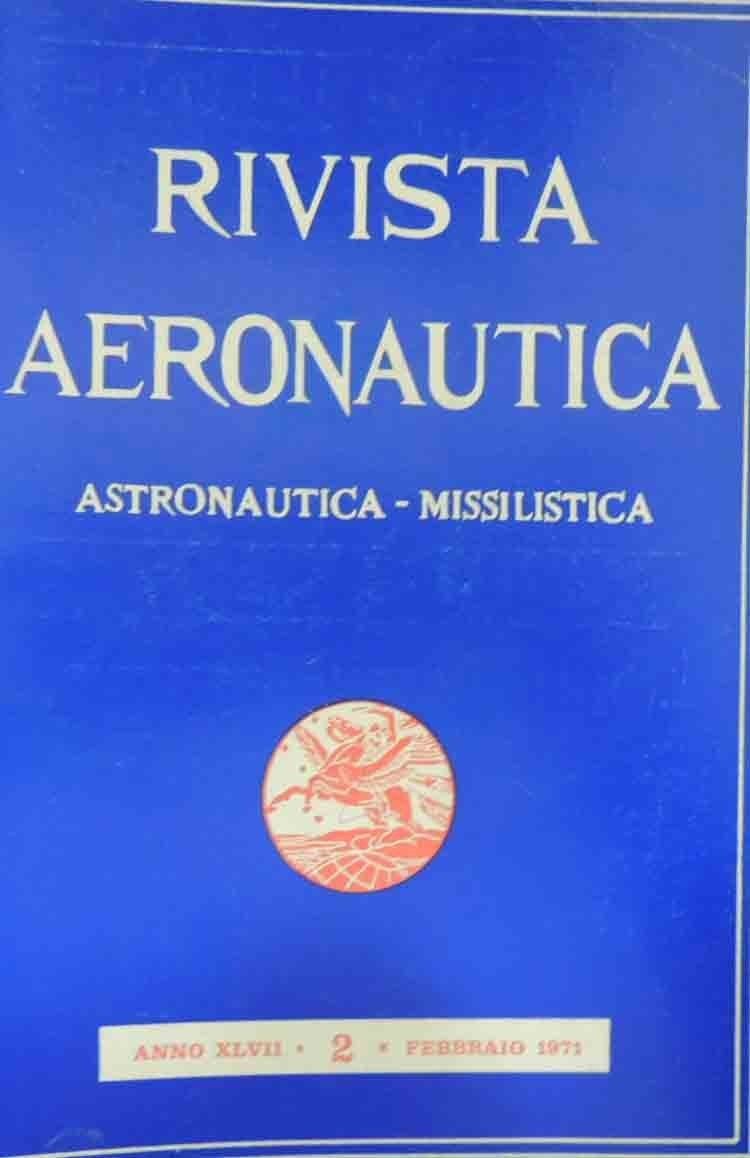 RIVISTA
AERONAUTICA
ASTRONAUTICA - MISSILISTICA
ANNO XLVII • 2 * FEBBRAIO 1971